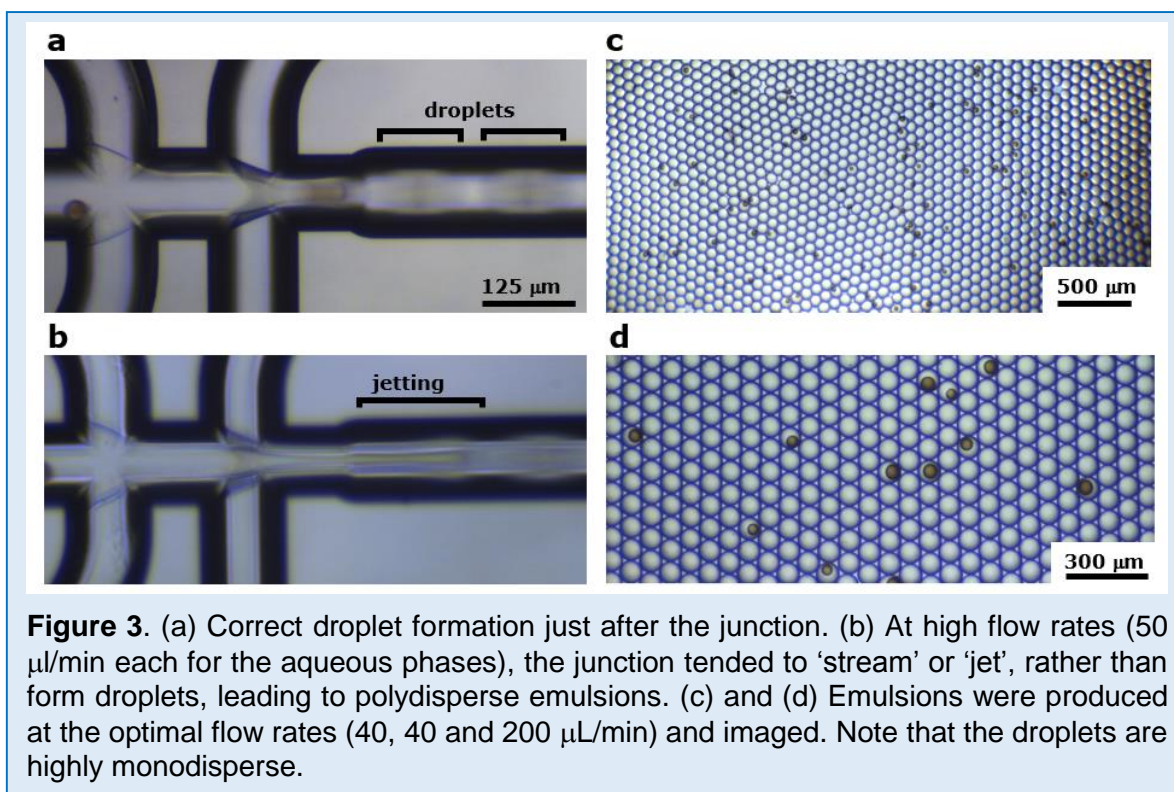 a
droplets
125 μm
b
jetting
c
500 μm
d
300 μm
Figure 3. (a) Correct droplet formation just after the junction. (b) At high flow rates (50
μl/min each for the aqueous phases), the junction tended to ‘stream’ or ‘jet’, rather than
form droplets, leading to polydisperse emulsions. (c) and (d) Emulsions were produced
at the optimal flow rates (40, 40 and 200 μL/min) and imaged. Note that the droplets are
highly monodisperse.